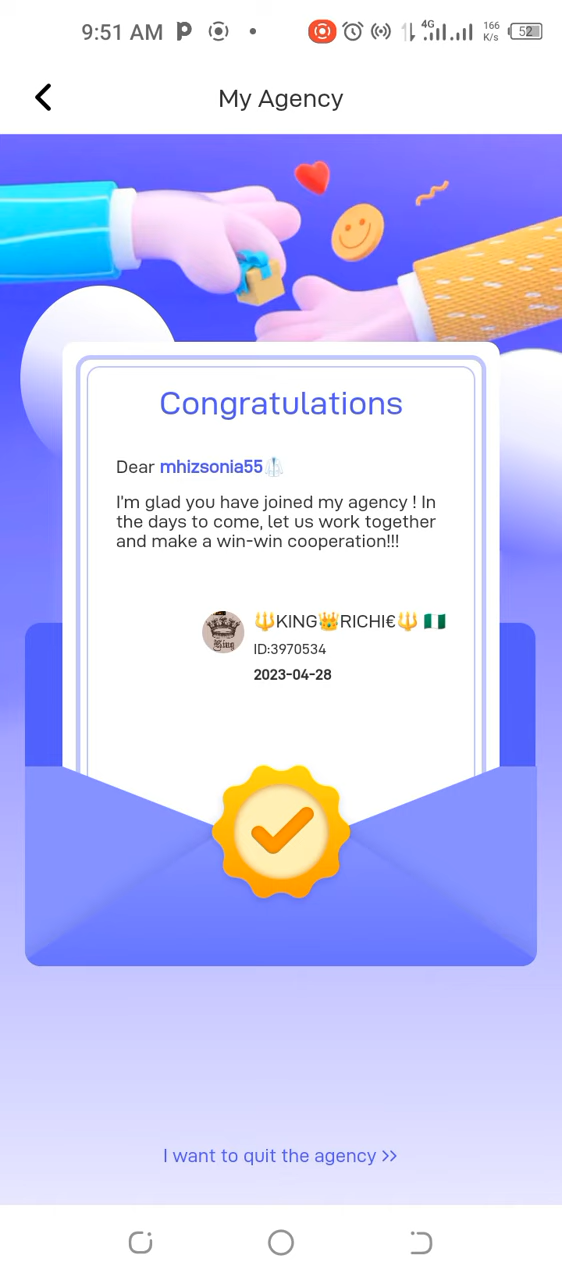 9:51 AM
4G
166
K/s
52
My Agency
Congratulations
Dear mhizsonia55
I'm glad you have joined my agency ! In
the days to come, let us work together
and make a win-win cooperation!!!
🔱KING👑RICHI€🔱 🇳🇬
King
ID:3970534
2023-04-28
I want to quit the agency >>